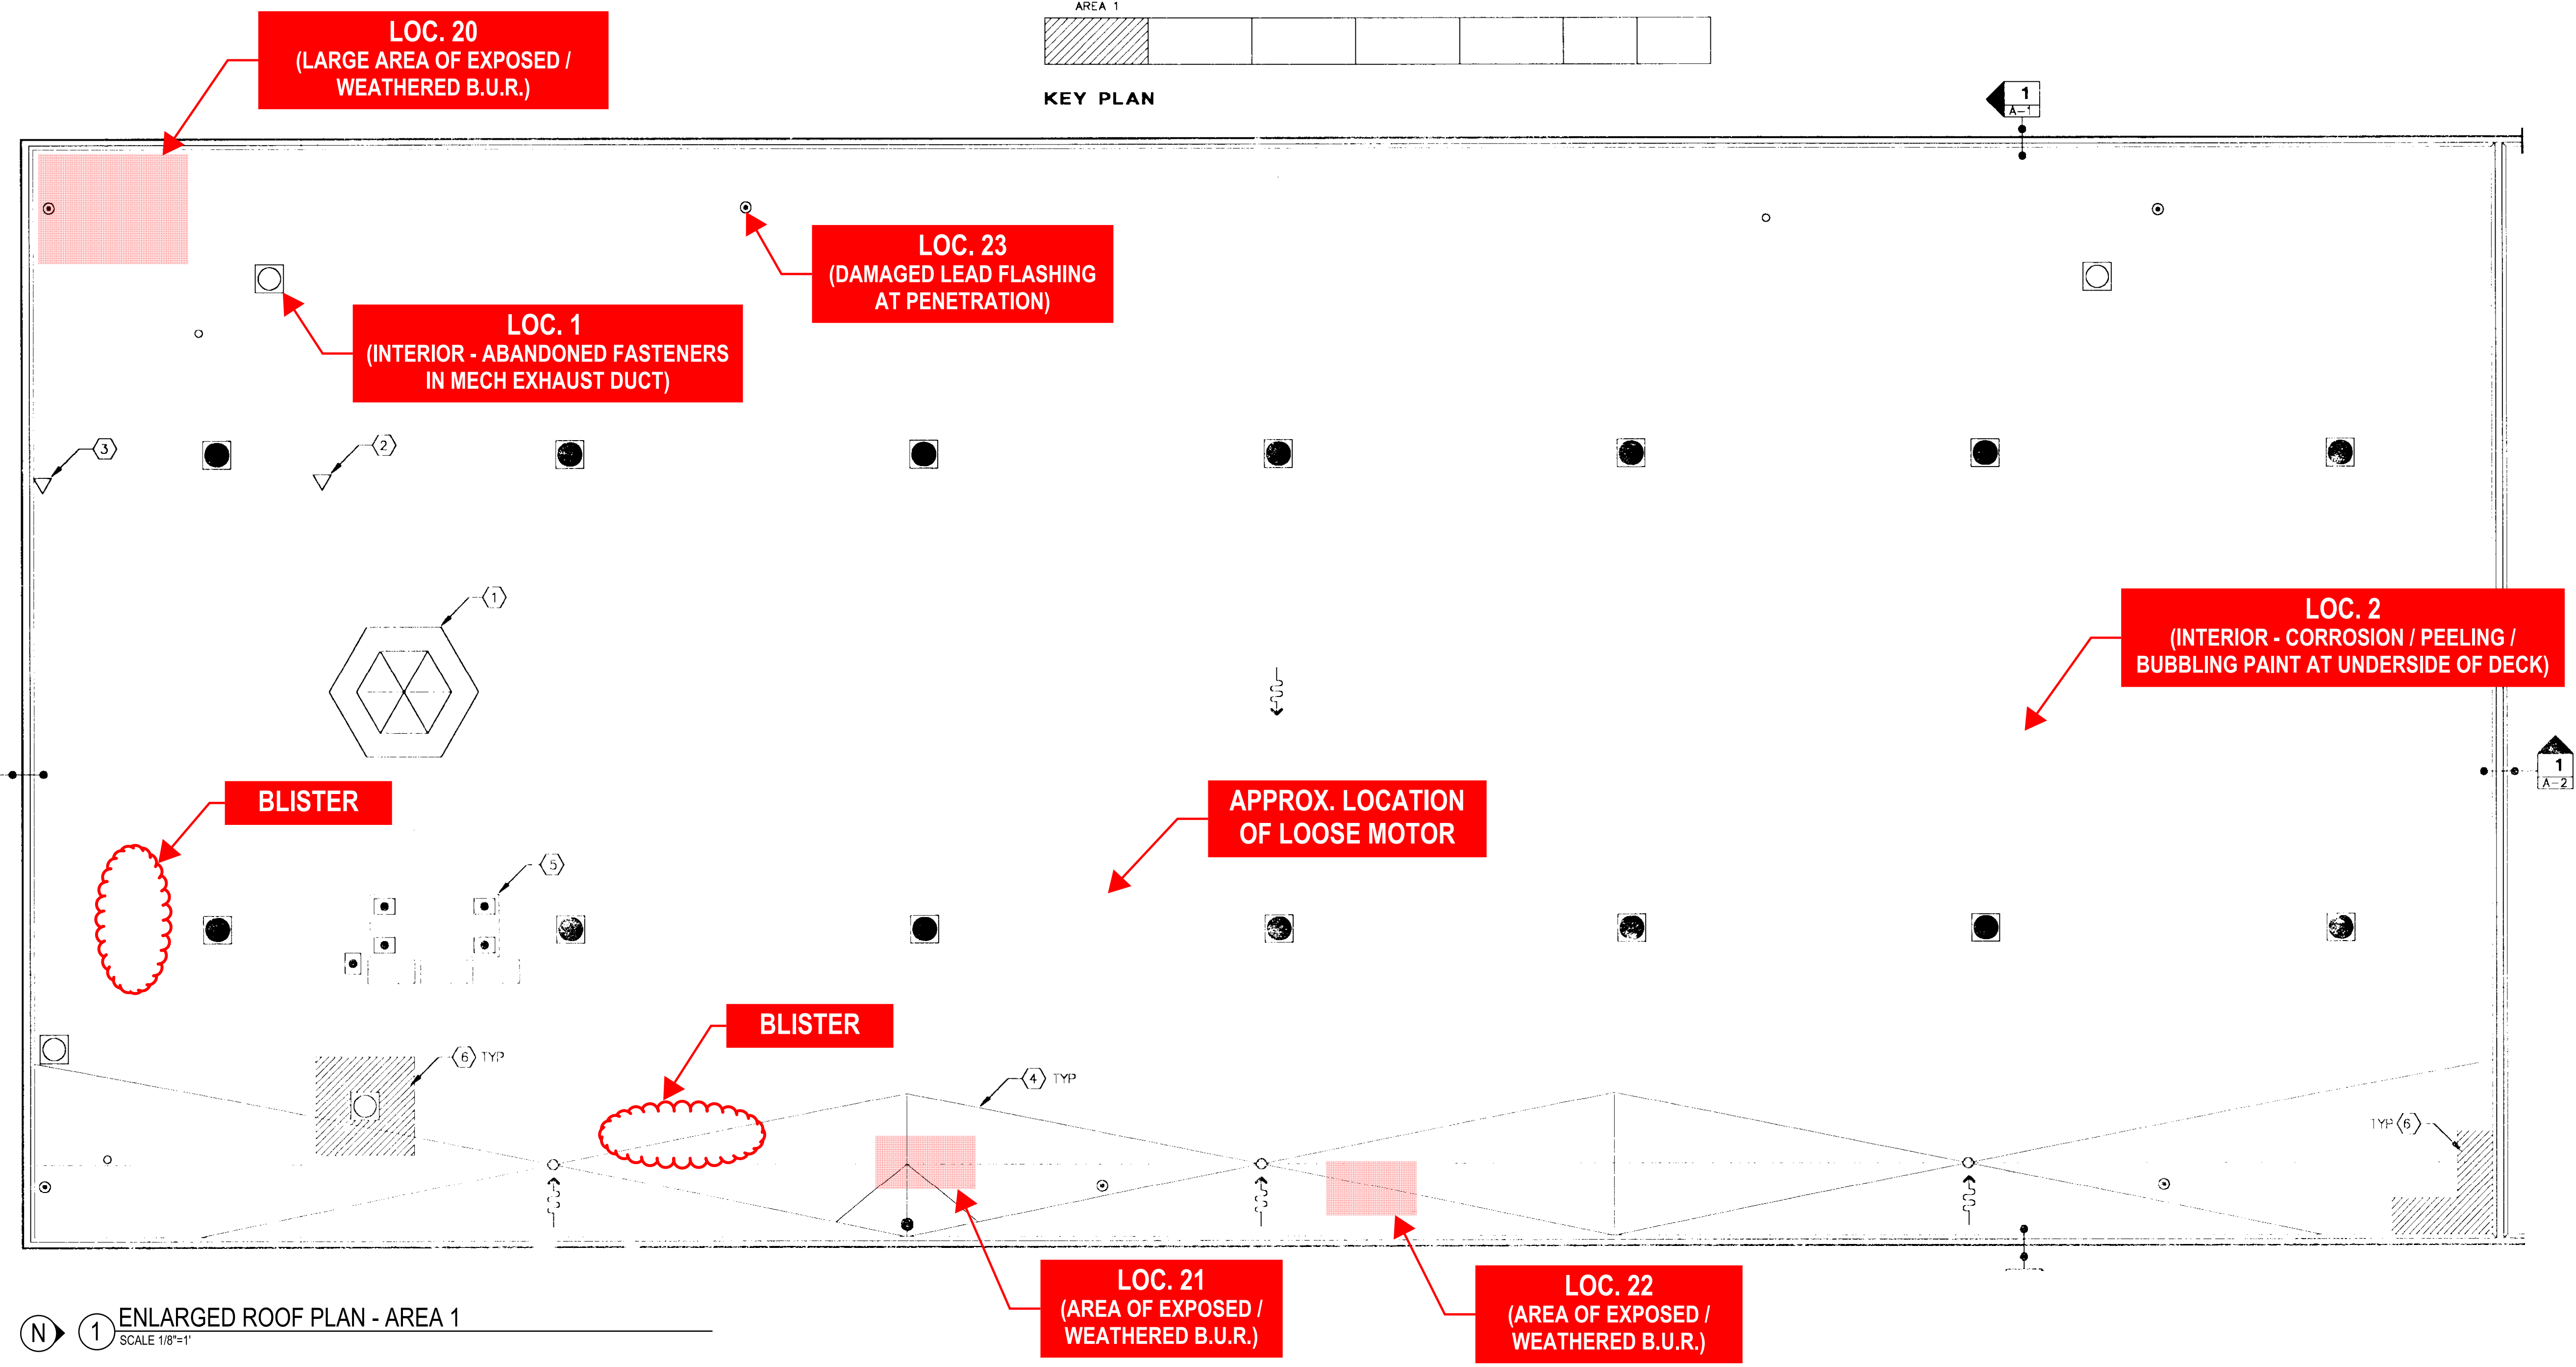 AREA 1
KEY PLAN
LOC. 20
(LARGE AREA OF EXPOSED /
WEATHERED B.U.R.)
1
A-1
LOC. 23
(DAMAGED LEAD FLASHING
AT PENETRATION)
LOC. 1
(INTERIOR - ABANDONED FASTENERS
IN MECH EXHAUST DUCT)
3
2
1
LOC. 2
(INTERIOR - CORROSION / PEELING /
BUBBLING PAINT AT UNDERSIDE OF DECK)
1
A-2
BLISTER
APPROX. LOCATION
OF LOOSE MOTOR
5
BLISTER
6 TYP
4 TYP
TYP 6
LOC. 21
(AREA OF EXPOSED /
WEATHERED B.U.R.)
LOC. 22
(AREA OF EXPOSED /
WEATHERED B.U.R.)
N
1
ENLARGED ROOF PLAN - AREA 1
SCALE 1/8"=1'